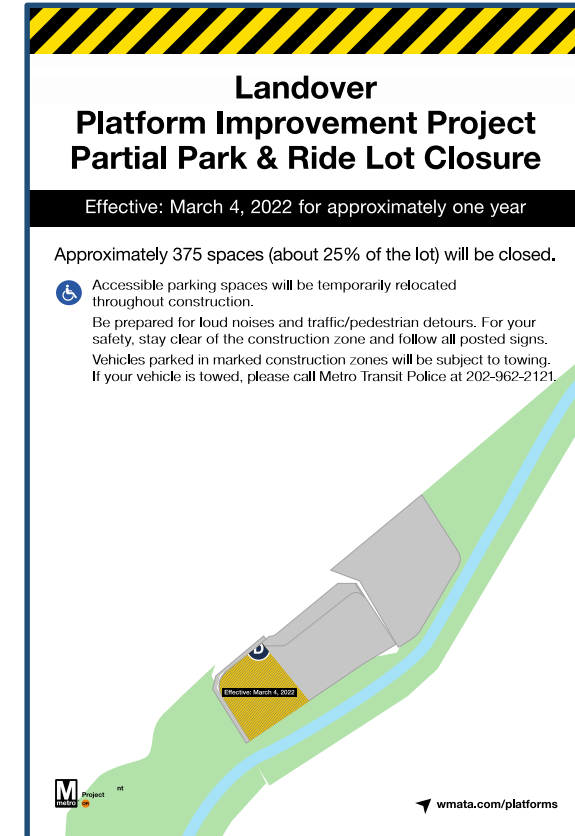 Landover
Platform Improvement Project
Partial Park & Ride Lot Closure
Effective: March 4, 2022 for approximately one year
Approximately 375 spaces (about 25% of the lot) will be closed.
Accessible parking spaces will be temporarily relocated
throughout construction.
Be prepared for loud noises and traffic/pedestrian detours. For your
safety, stay clear of the construction zone and follow all posted signs.
Vehicles parked in marked construction zones will be subject to towing.
If your vehicle is towed, please call Metro Transit Police at 202-962-2121.
D
Effective: March 4, 2022
M
metro
Project nt
OR
wmata.com/platforms